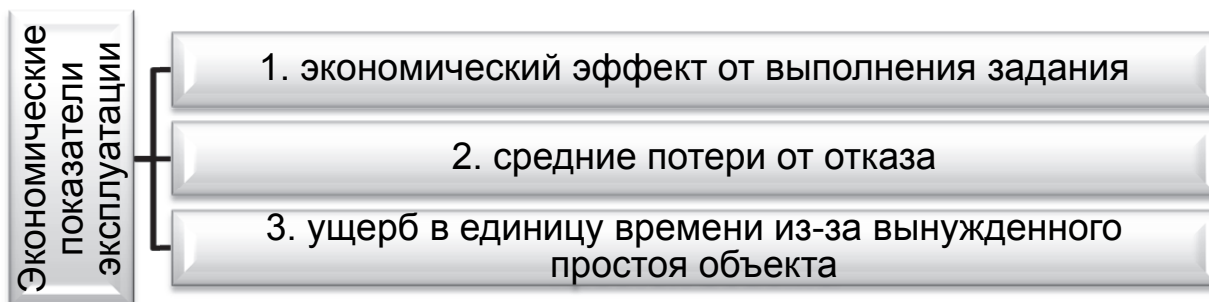 Экономические
показатели
эксплуатации
1. экономический эффект от выполнения задания
2. средние потери от отказа
3. ущерб в единицу времени из-за вынужденного
простоя объекта